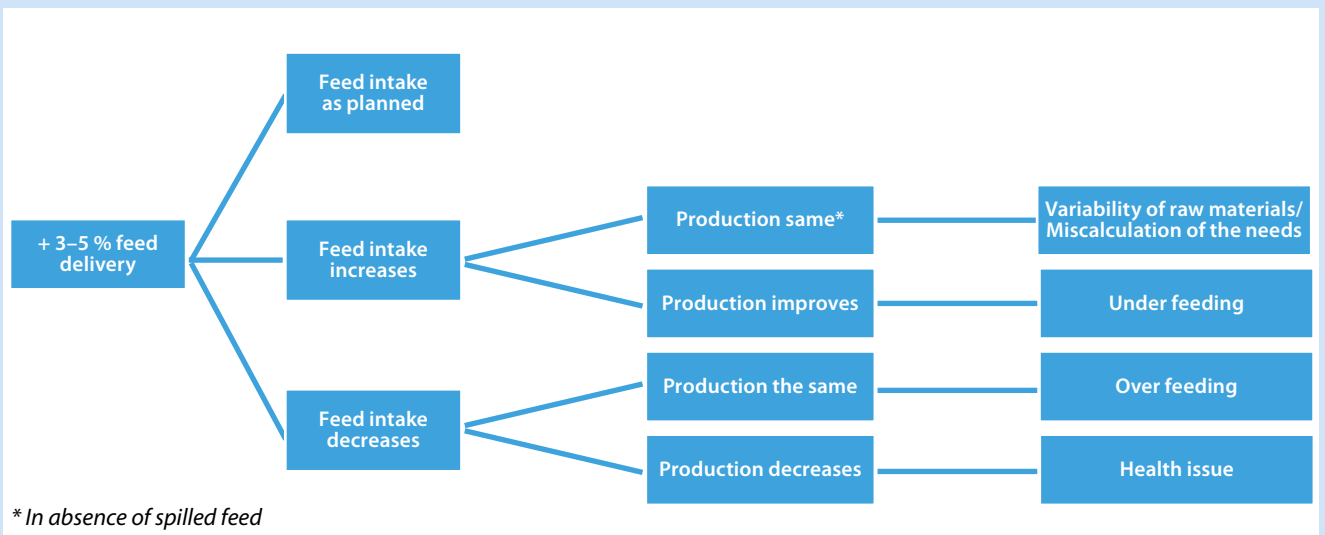 Feed intake
as planned
+ 3–5 % feed
delivery
Feed intake
increases
Feed intake
decreases
Production same*
Production improves
Production the same
Production decreases
Variability of raw materials/
Miscalculation of the needs
Under feeding
Over feeding
Health issue
* In absence of spilled feed